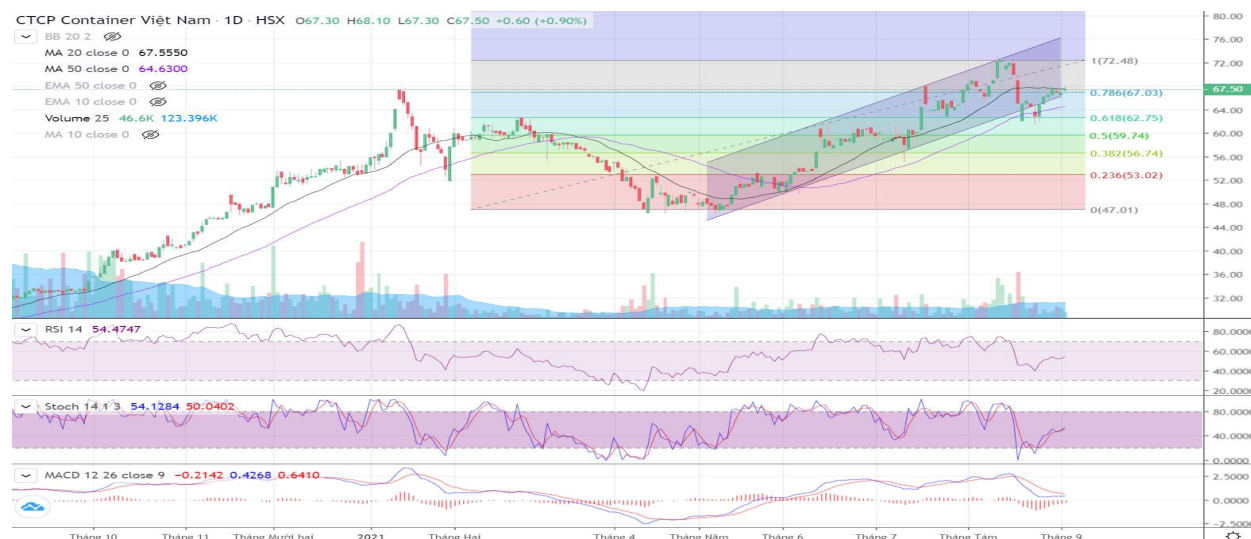 CTCP Container Việt Nam · 1D · HSX O67.30 H68.10 L67.30 C67.50 +0.60 (+0.90%)
BB 20 2
MA 20 close 0 67.5550
MA 50 close 0 64.6300
EMA 50 close 0
EMA 10 close 0
Volume 25 46.6K 123.396K
MA 10 close 0
80.00
76.00
72.00
67.50
64.00
60.00
56.00
52.00
48.00
44.00
40.00
36.00
32.00
1(72.48)
0.786(67.03)
0.618(62.75)
0.5(59.74)
0.382(56.74)
0.236(53.02)
0(47.01)
RSI 14 54.4747
80.0000
60.0000
40.0000
20.0000
Stoch 14 1 3 54.1284 50.0402
80.0000
40.0000
0.0000
MACD 12 26 close 9 −0.2142 0.4268 0.6410
2.5000
0.0000
-2.5000
Tháng 10 Tháng 11 Tháng Mười hai 2021 Tháng Hai Tháng 4 Tháng Năm Tháng 6 Tháng 7 Tháng Tám Tháng 9